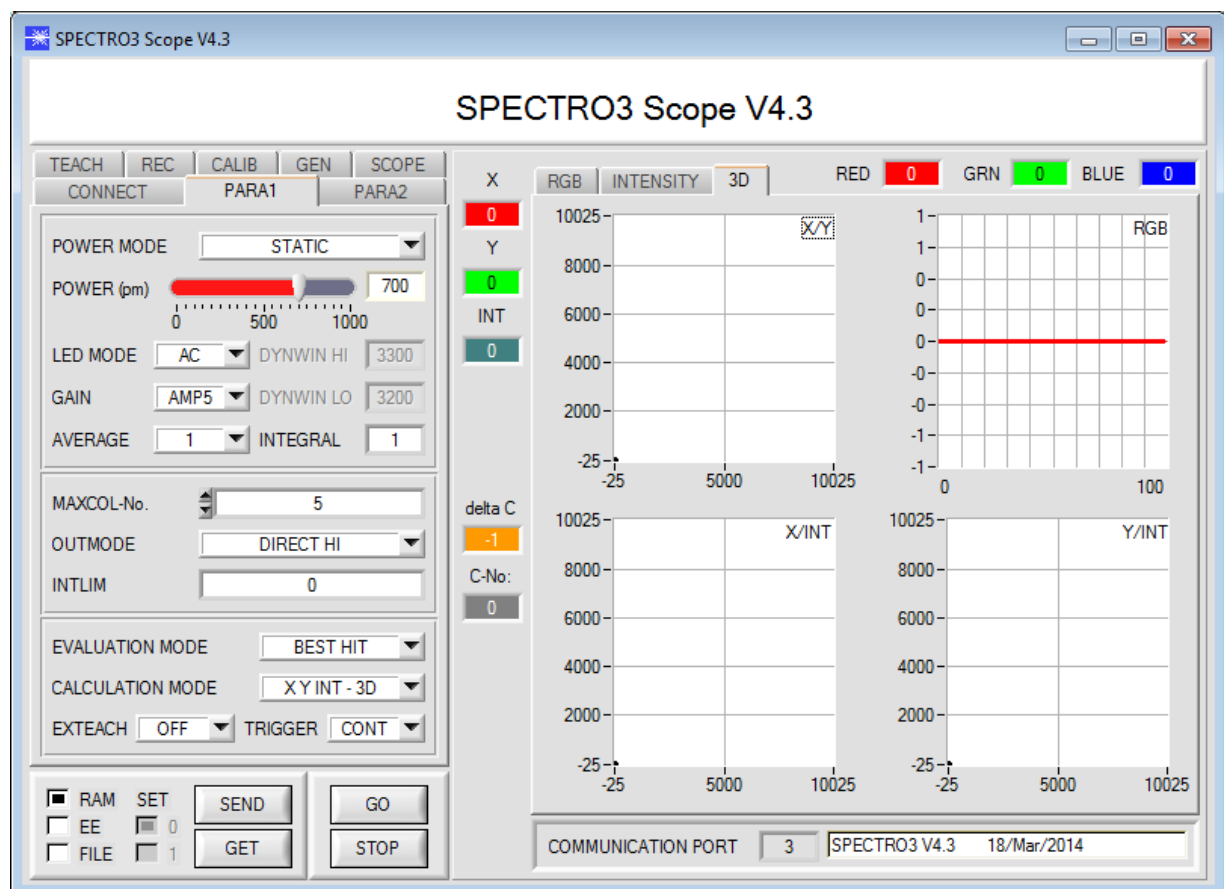 SPECTRO3 Scope V4.3
SPECTRO3 Scope V4.3
TEACH REC CALIB GEN SCOPE
CONNECT PARA1 PARA2
POWER MODE STATIC
POWER (pm) 700
0 500 1000
LED MODE AC DYNWIN HI 3300
GAIN AMP5 DYNWIN LO 3200
AVERAGE 1 INTEGRAL 1
MAXCOL-No. 5
OUTMODE DIRECT HI
INTLIM 0
EVALUATION MODE BEST HIT
CALCULATION MODE X Y INT - 3D
EXTEACH OFF TRIGGER CONT
RAM SET SEND GO
EE 0
FILE 1 GET STOP
X
0
Y
0
INT
0
delta C
-1
C-No:
0
RGB INTENSITY 3D RED 0 GRN 0 BLUE 0
X/Y
10025
8000
6000
4000
2000
-25
-25 5000 10025
RGB
1
1
0
0
0
-0
-0
-1
-1
0 100
X/INT
10025
8000
6000
4000
2000
-25
-25 5000 10025
Y/INT
10025
8000
6000
4000
2000
-25
-25 5000 10025
COMMUNICATION PORT 3 SPECTRO3 V4.3 18/Mar/2014